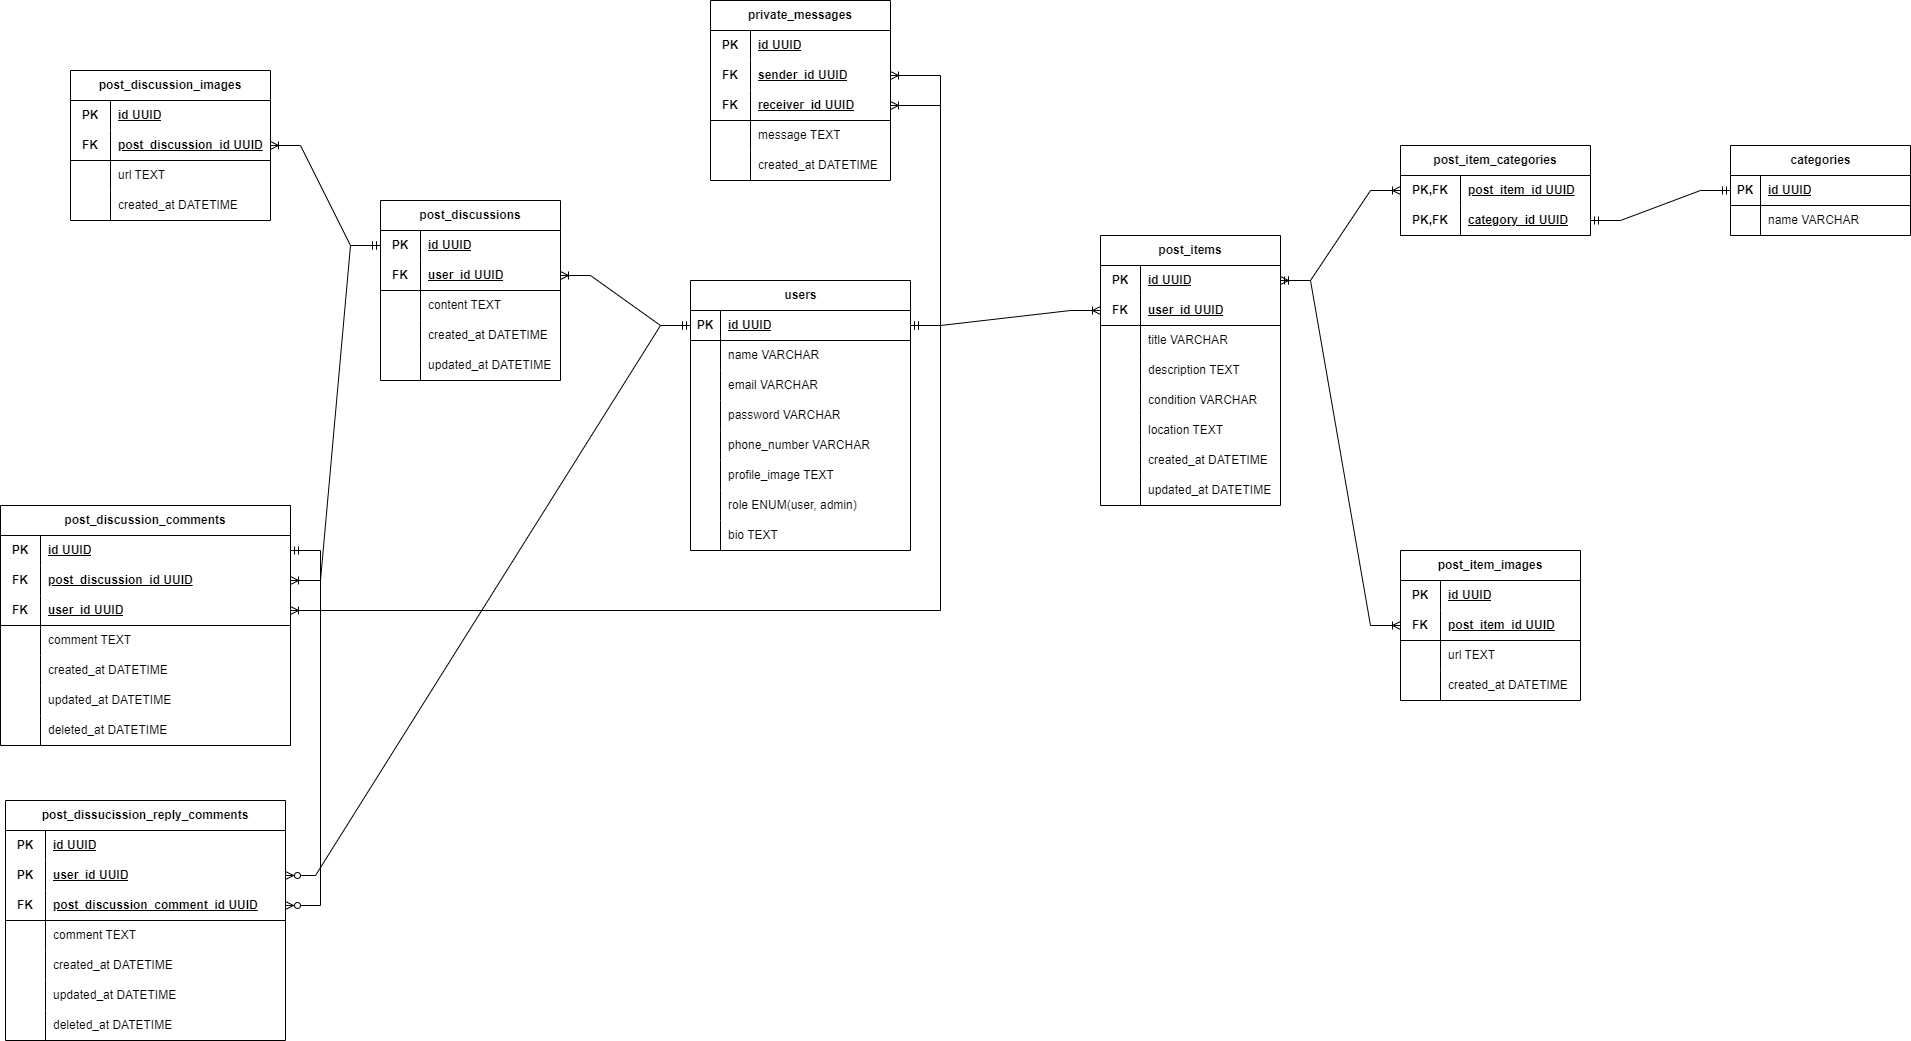 private_messages
PK id UUID
FK sender_id UUID
FK receiver_id UUID
message TEXT
created_at DATETIME
post_discussion_images
PK id UUID
FK post_discussion_id UUID
url TEXT
created_at DATETIME
post_discussions
PK id UUID
FK user_id UUID
content TEXT
created_at DATETIME
updated_at DATETIME
users
PK id UUID
name VARCHAR
email VARCHAR
password VARCHAR
phone_number VARCHAR
profile_image TEXT
role ENUM(user, admin)
bio TEXT
post_items
PK id UUID
FK user_id UUID
title VARCHAR
description TEXT
condition VARCHAR
location TEXT
created_at DATETIME
updated_at DATETIME
post_item_categories
PK,FK post_item_id UUID
PK,FK category_id UUID
categories
PK id UUID
name VARCHAR
post_discussion_comments
PK id UUID
FK post_discussion_id UUID
FK user_id UUID
comment TEXT
created_at DATETIME
updated_at DATETIME
deleted_at DATETIME
post_item_images
PK id UUID
FK post_item_id UUID
url TEXT
created_at DATETIME
post_dissucission_reply_comments
PK id UUID
PK user_id UUID
FK post_discussion_comment_id UUID
comment TEXT
created_at DATETIME
updated_at DATETIME
deleted_at DATETIME